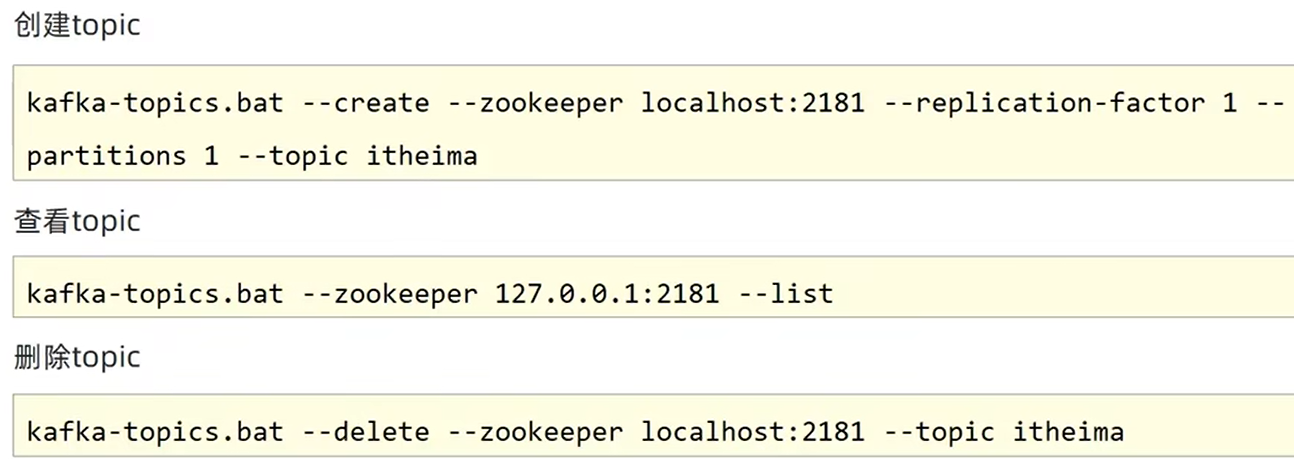 创建topic
kafka-topics.bat --create --zookeeper localhost:2181 --replication-factor 1 --
partitions 1 --topic itheima
查看topic
kafka-topics.bat --zookeeper 127.0.0.1:2181 --list
删除topic
kafka-topics.bat --delete --zookeeper localhost:2181 --topic itheima